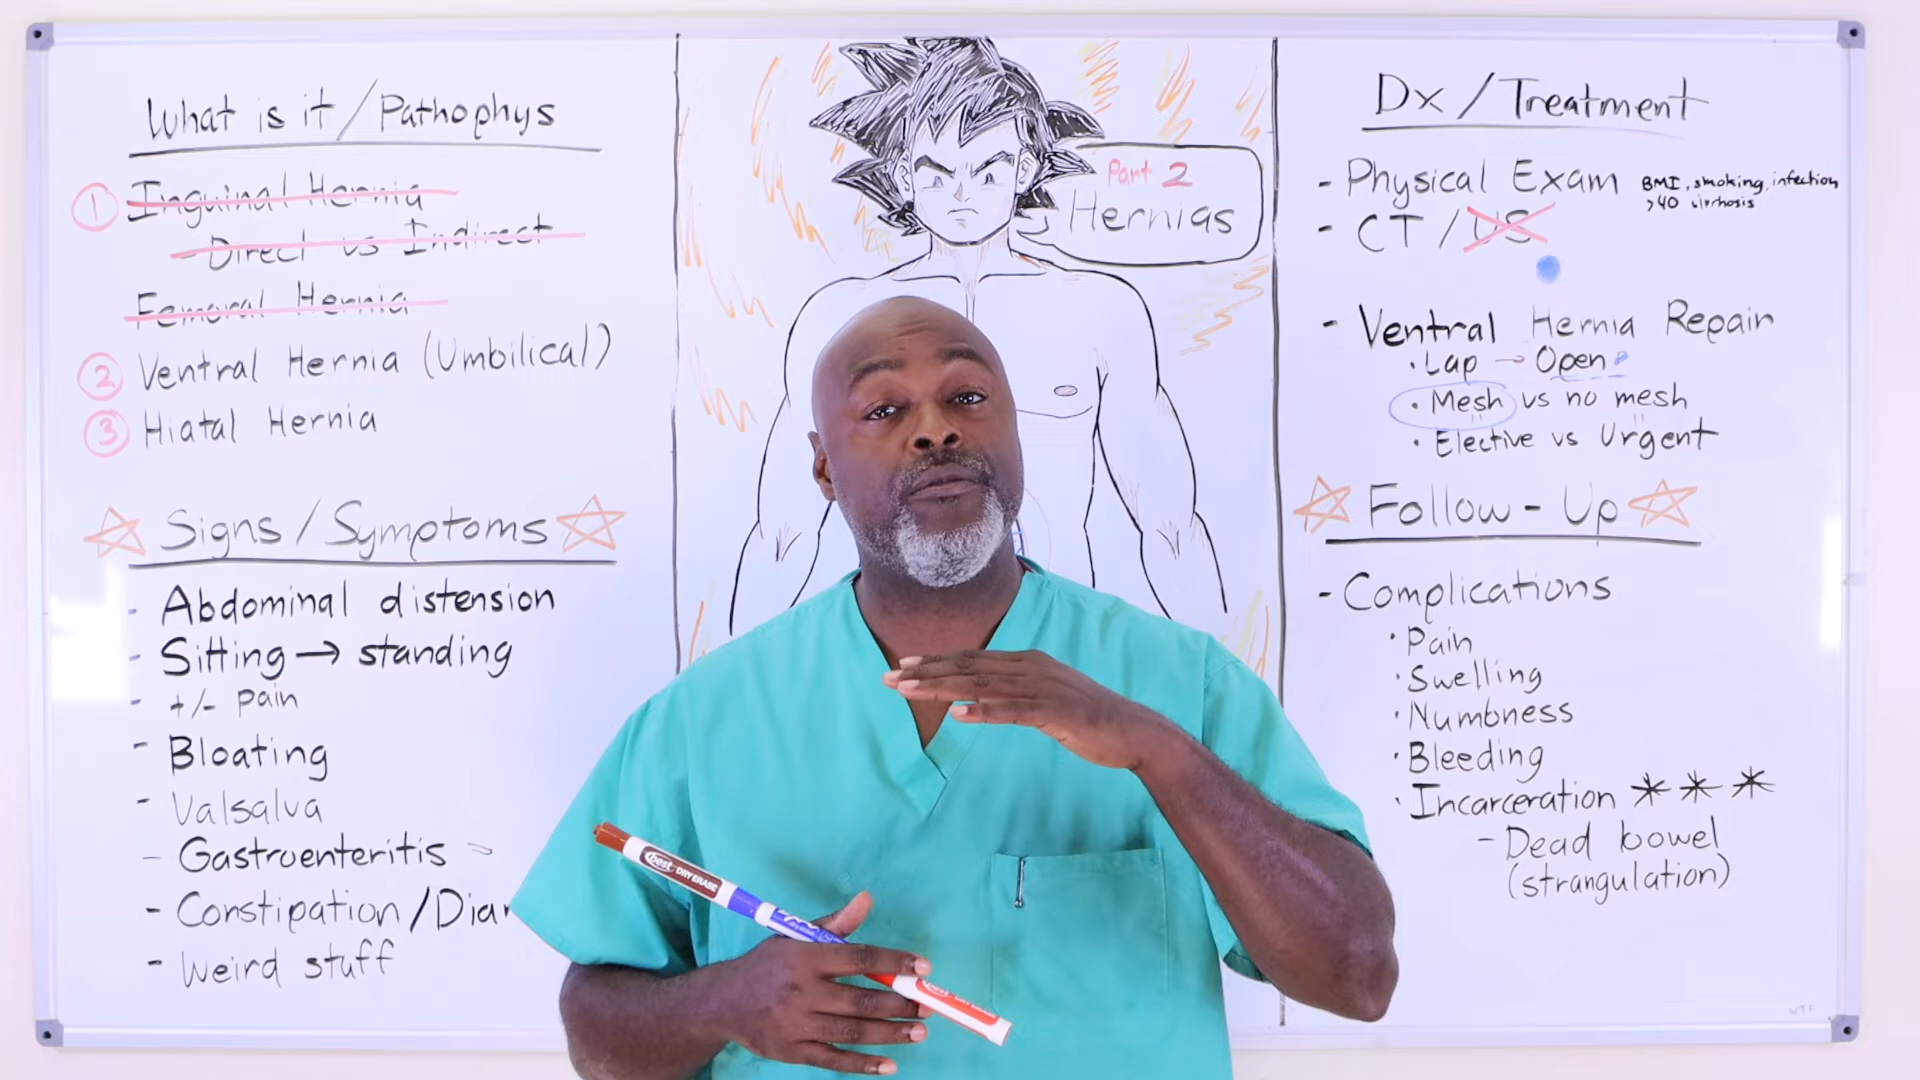 What is it / Pathophys
① Inguinal Hernia
- Direct vs Indirect
Femoral Hernia
② Ventral Hernia (Umbilical)
③ Hiatal Hernia
Signs / Symptoms
- Abdominal distension
- Sitting → standing
- +/- pain
- Bloating
- Valsalva
- Gastroenteritis
- Constipation / Diar
- Weird stuff
Part 2
Hernias
Dx / Treatment
- Physical Exam
BMI, smoking, infection
>40
- CT / US
- Ventral Hernia Repair
· Lap → Open
· Mesh vs no mesh
· Elective vs Urgent
Follow - Up
- Complications
· Pain
· Swelling
· Numbness
· Bleeding
· Incarceration ***
- Dead bowel
(strangulation)
WTF
best DRY ERASE
best